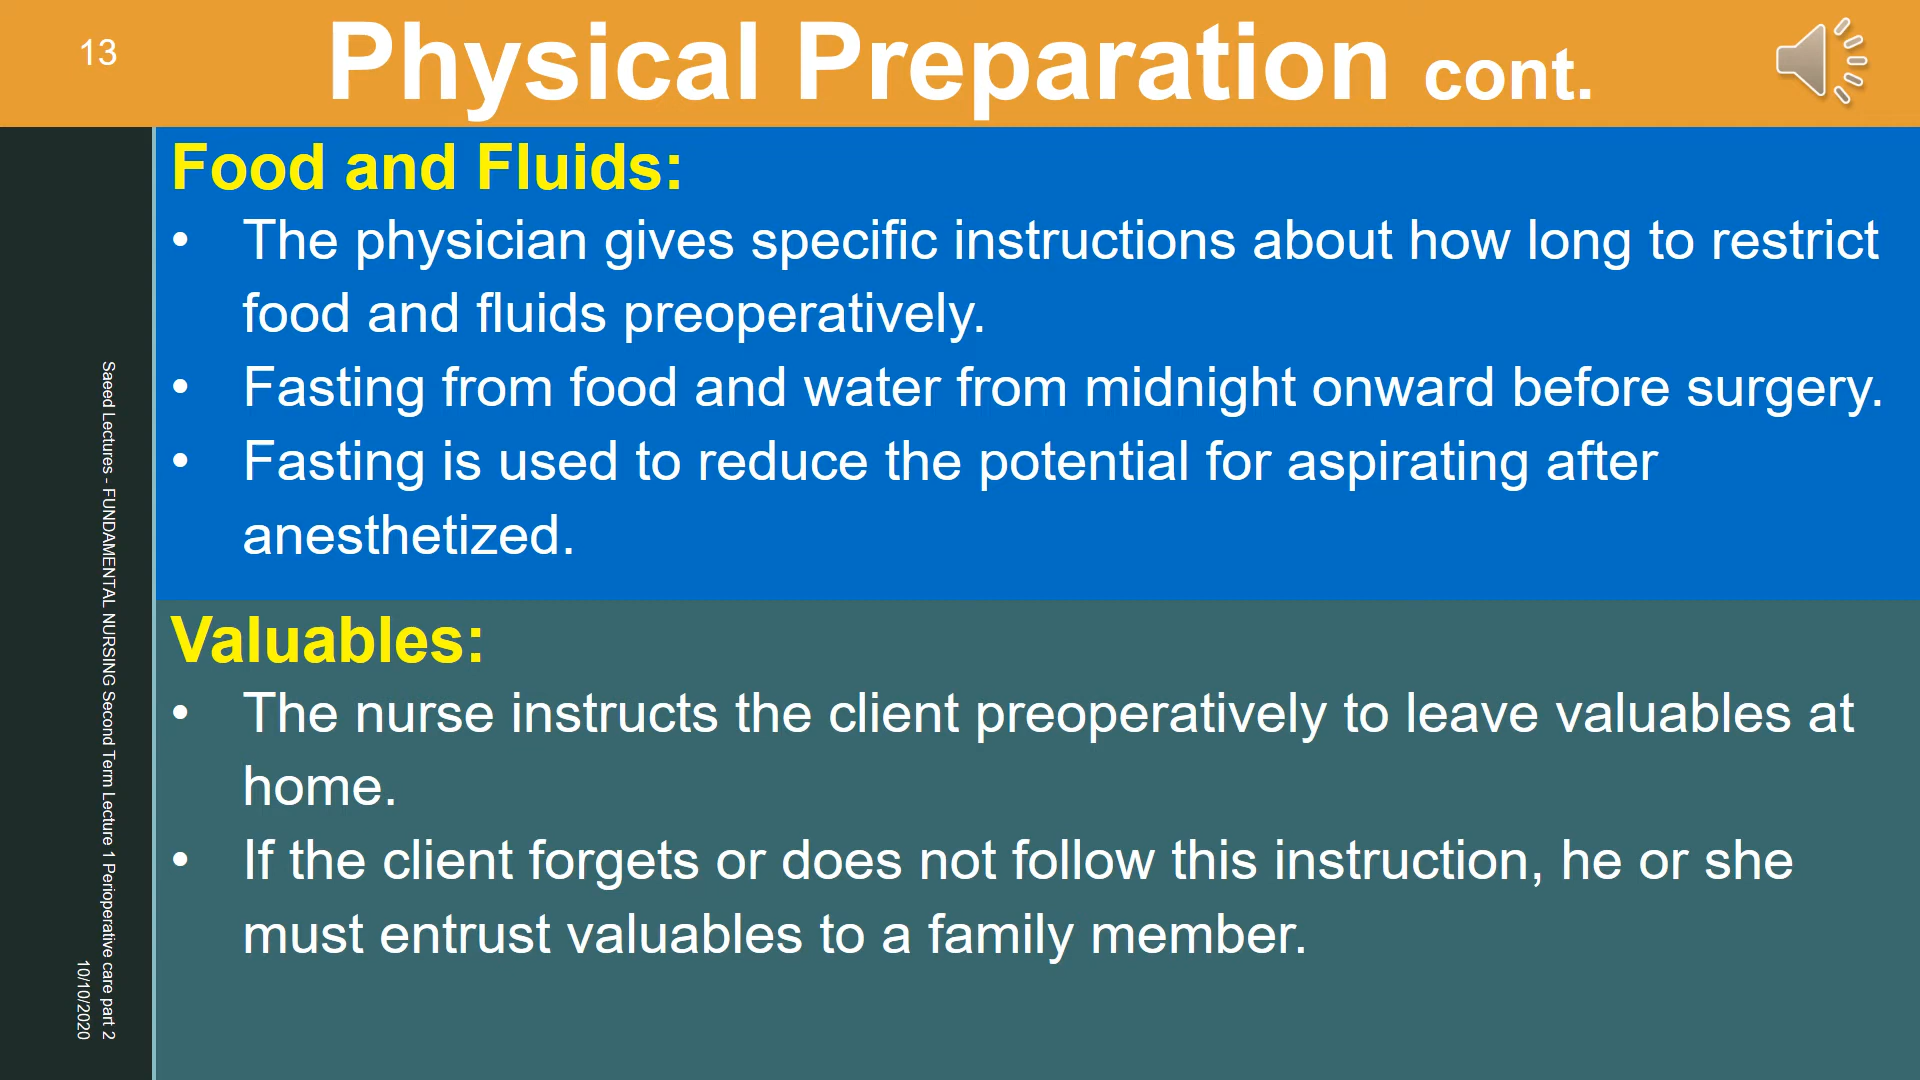 13
Physical Preparation cont.
Food and Fluids:
• The physician gives specific instructions about how long to restrict
food and fluids preoperatively.
• Fasting from food and water from midnight onward before surgery.
• Fasting is used to reduce the potential for aspirating after
anesthetized.
Valuables:
• The nurse instructs the client preoperatively to leave valuables at
home.
• If the client forgets or does not follow this instruction, he or she
must entrust valuables to a family member.
Saeed Lectures - FUNDAMENTAL NURSING Second Term Lecture 1 Perioperative care part 2
10/10/2020